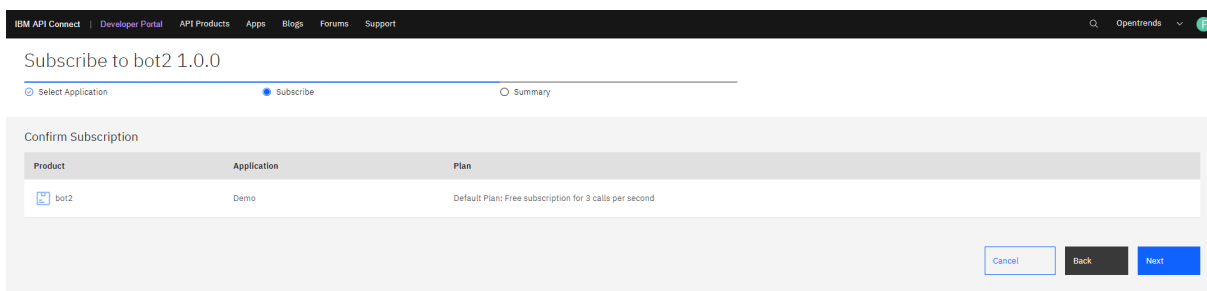 IBM API Connect | Developer Portal API Products Apps Blogs Forums Support Opentrends F
Subscribe to bot2 1.0.0
Select Application Subscribe Summary
Confirm Subscription
Product Application Plan
bot2 Demo Default Plan: Free subscription for 3 calls per second
Cancel Back Next